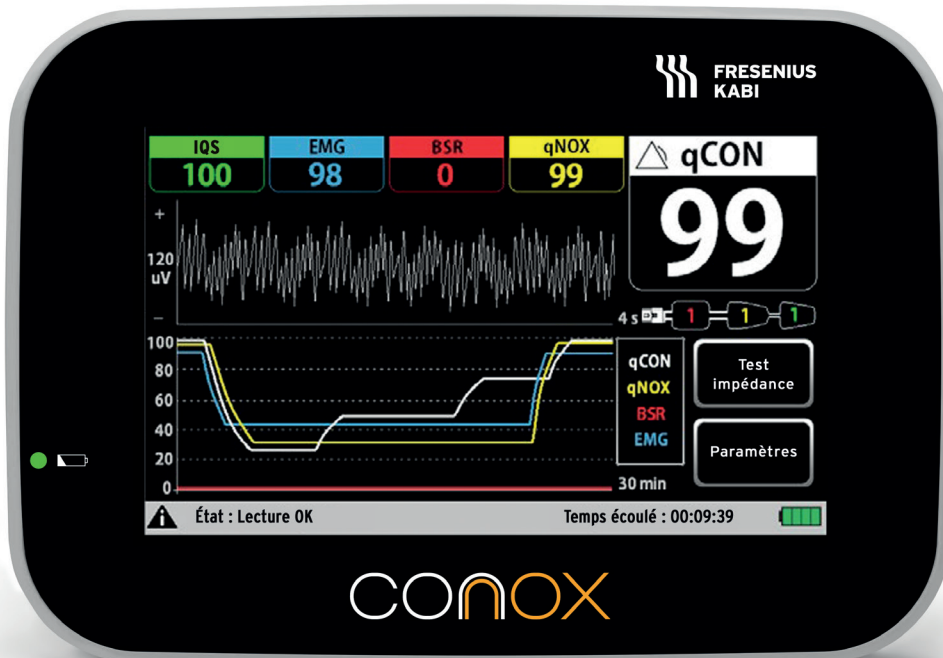 FRESENIUS
KABI
IQS
100
EMG
98
BSR
0
qNOX
99
qCON
99
+
120
uV
–
4 s
1
1
1
100
80
60
40
20
0
qCON
qNOX
BSR
EMG
30 min
Test
impédance
Paramètres
État : Lecture OK
Temps écoulé : 00:09:39
conox